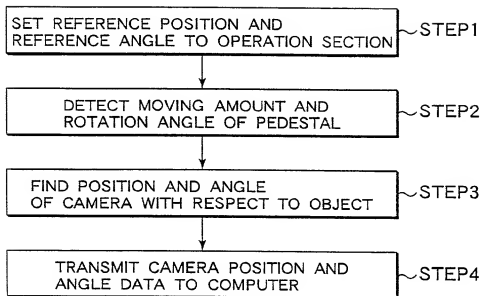 SET REFERENCE POSITION AND
REFERENCE ANGLE TO OPERATION SECTION
STEP1
DETECT MOVING AMOUNT AND
ROTATION ANGLE OF PEDESTAL
STEP2
FIND POSITION AND ANGLE
OF CAMERA WITH RESPECT TO OBJECT
STEP3
TRANSMIT CAMERA POSITION AND
ANGLE DATA TO COMPUTER
STEP4